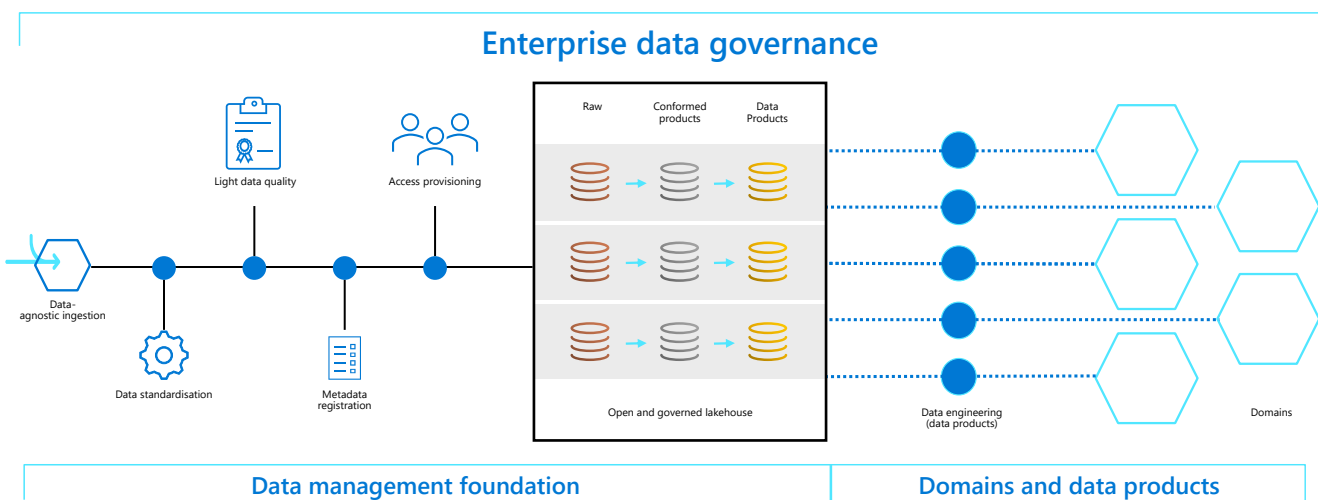 Enterprise data governance
Light data quality
Access provisioning
Data-
agnostic ingestion
Data standardisation
Metadata
registration
Raw
Conformed
products
Data
Products
Open and governed lakehouse
Data engineering
(data products)
Domains
Data management foundation
Domains and data products